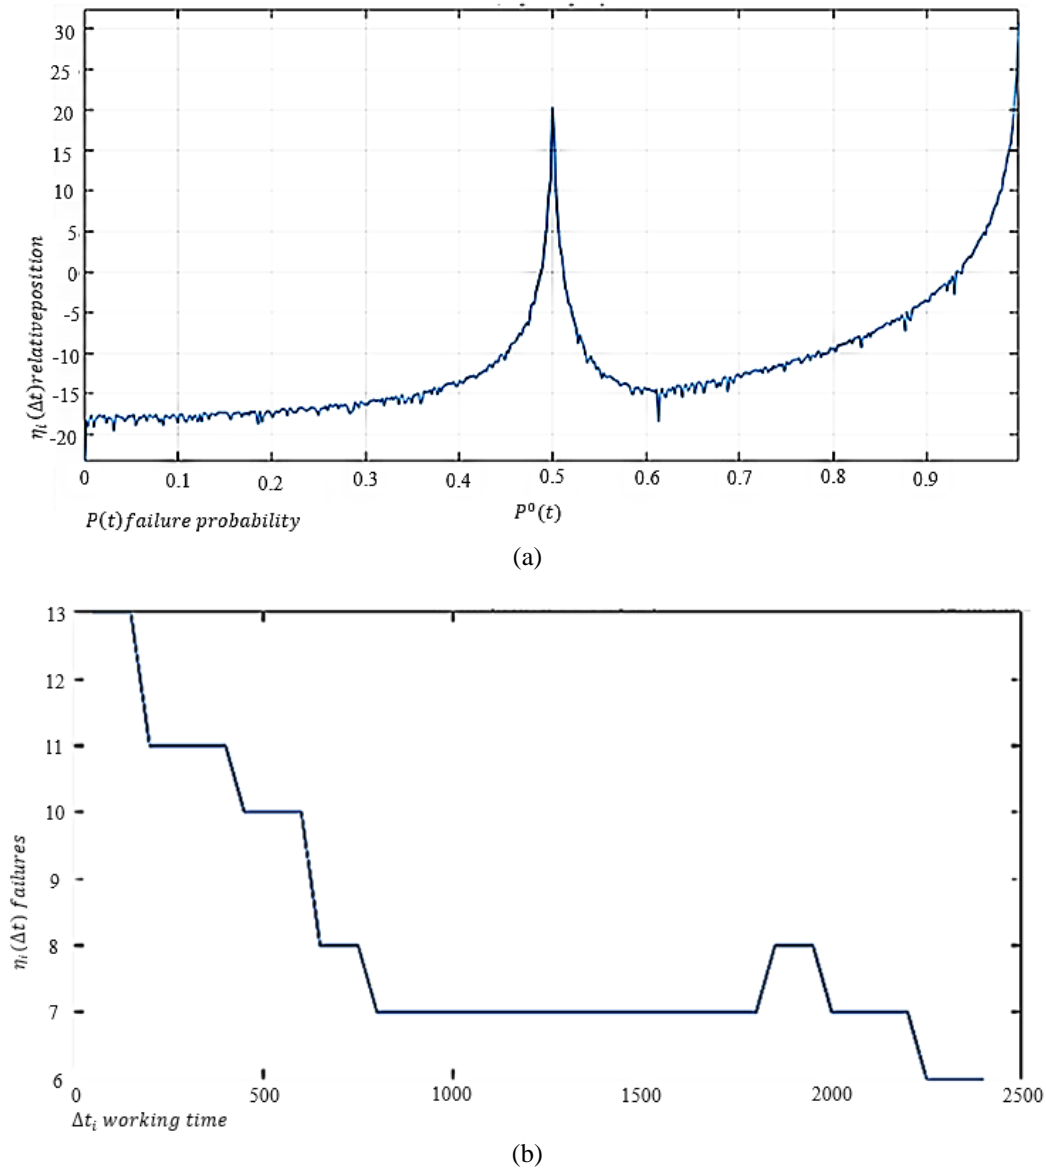 30
25
20
15
10
5
0
-5
-10
-15
-20
ηᵢ(Δt)relativeposition
0 0.1 0.2 0.3 0.4 0.5 0.6 0.7 0.8 0.9
P(t)failure probability
P⁰(t)
(a)
13
12
11
10
9
8
7
6
ηᵢ(Δt) failures
0 500 1000 1500 2000 2500
Δtᵢ working time
(b)